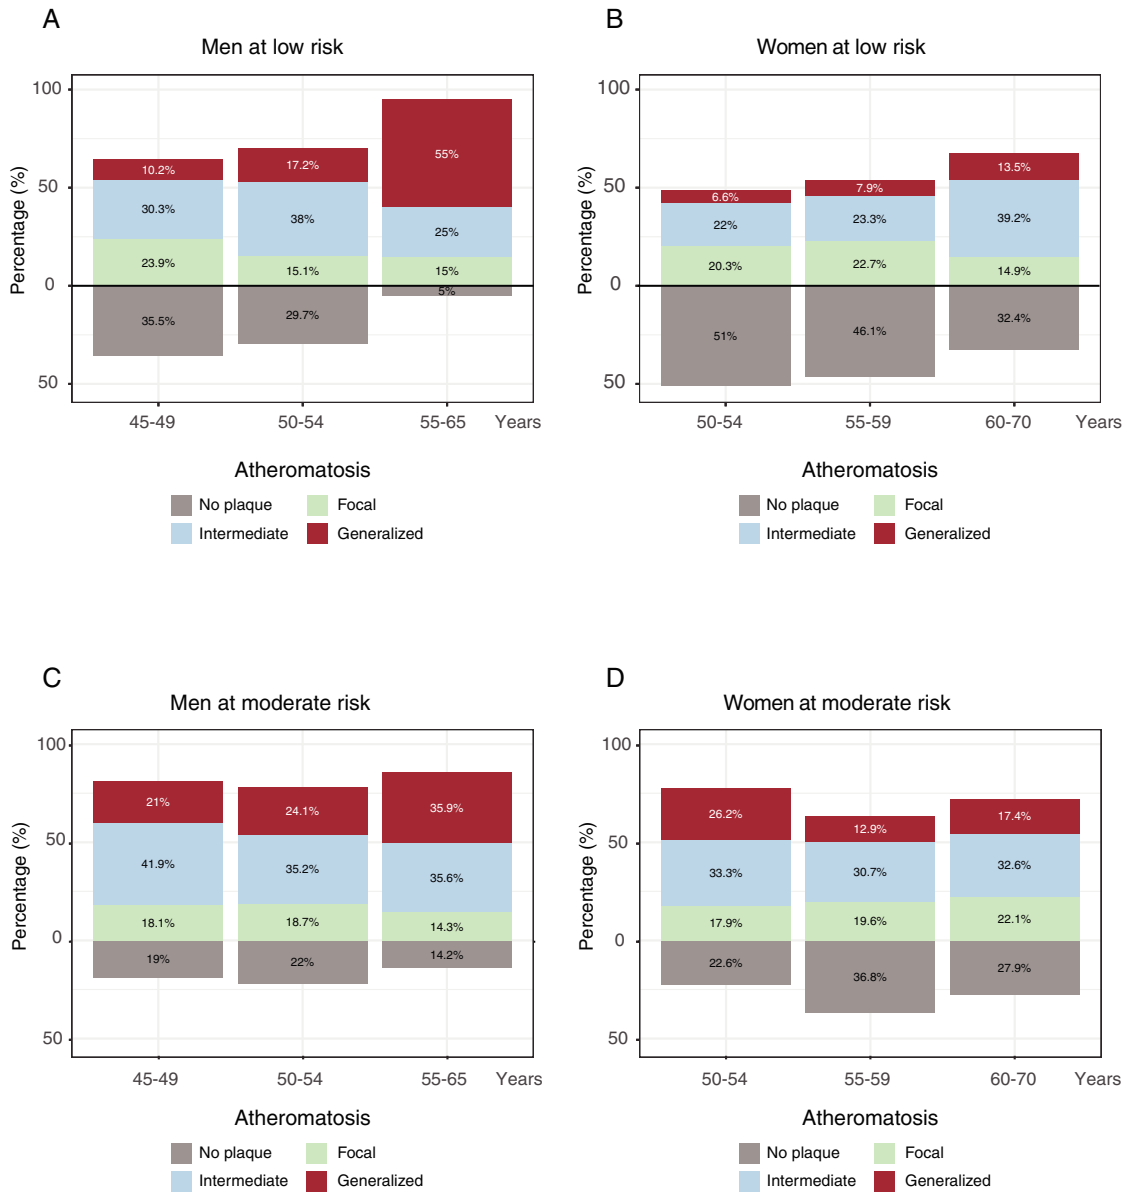 A
Men at low risk
Percentage (%)
100
50
0
50
10.2%
30.3%
23.9%
35.5%
17.2%
38%
15.1%
29.7%
55%
25%
15%
5%
45-49 50-54 55-65 Years
Atheromatosis
No plaque Focal
Intermediate Generalized
B
Women at low risk
Percentage (%)
100
50
0
50
6.6%
22%
20.3%
51%
7.9%
23.3%
22.7%
46.1%
13.5%
39.2%
14.9%
32.4%
50-54 55-59 60-70 Years
Atheromatosis
No plaque Focal
Intermediate Generalized
C
Men at moderate risk
Percentage (%)
100
50
0
50
21%
41.9%
18.1%
19%
24.1%
35.2%
18.7%
22%
35.9%
35.6%
14.3%
14.2%
45-49 50-54 55-65 Years
Atheromatosis
No plaque Focal
Intermediate Generalized
D
Women at moderate risk
Percentage (%)
100
50
0
50
26.2%
33.3%
17.9%
22.6%
12.9%
30.7%
19.6%
36.8%
17.4%
32.6%
22.1%
27.9%
50-54 55-59 60-70 Years
Atheromatosis
No plaque Focal
Intermediate Generalized